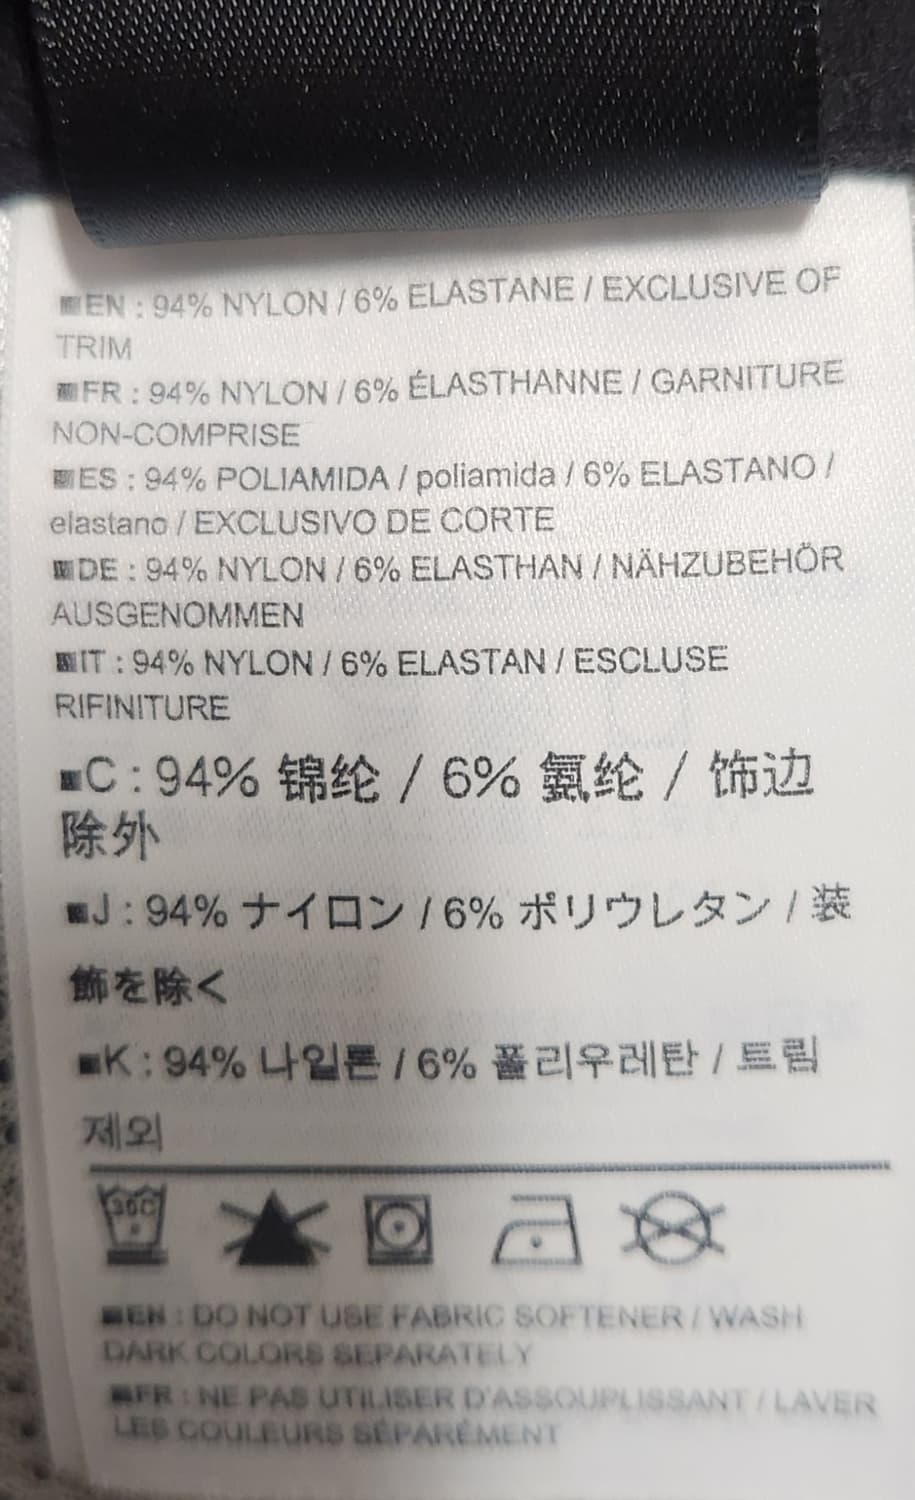 ■EN : 94% NYLON / 6% ELASTANE / EXCLUSIVE OF
TRIM
■FR : 94% NYLON / 6% ÉLASTHANNE / GARNITURE
NON-COMPRISE
■ES : 94% POLIAMIDA / poliamida / 6% ELASTANO /
elastano / EXCLUSIVO DE CORTE
■DE : 94% NYLON / 6% ELASTHAN / NÄHZUBEHÖR
AUSGENOMMEN
■IT : 94% NYLON / 6% ELASTAN / ESCLUSE
RIFINITURE
■C : 94% 锦纶 / 6% 氨纶 / 饰边
除外
■J : 94% ナイロン / 6% ポリウレタン / 装
飾を除く
■K : 94% 나일론 / 6% 폴리우레탄 / 트림
제외
30C
■EN : DO NOT USE FABRIC SOFTENER / WASH
DARK COLORS SEPARATELY
■FR : NE PAS UTILISER D'ASSOUPLISSANT / LAVER
LES COULEURS SÉPARÉMENT